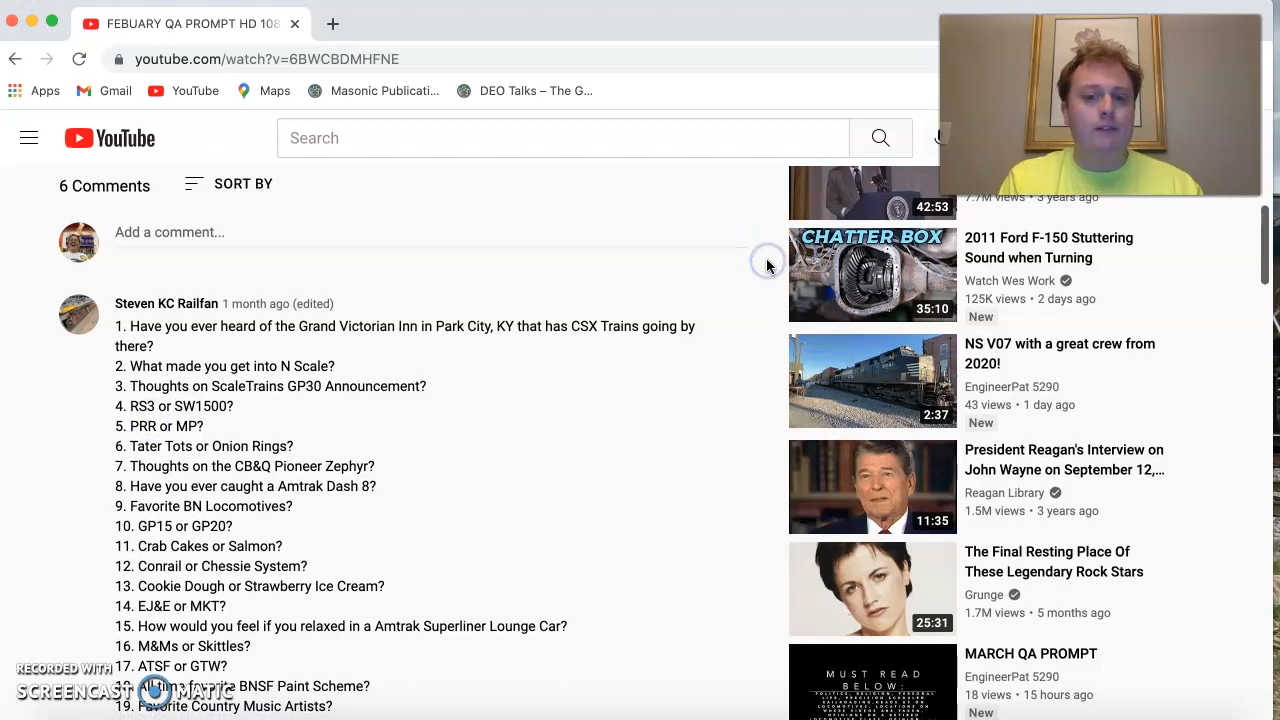 FEBUARY QA PROMPT HD 108
youtube.com/watch?v=6BWCBDMHFNE
Apps
Gmail
YouTube
Maps
Masonic Publicati...
DEO Talks – The G...
YouTube
Search
6 Comments
SORT BY
Add a comment...
Steven KC Railfan 1 month ago (edited)
1. Have you ever heard of the Grand Victorian Inn in Park City, KY that has CSX Trains going by
there?
2. What made you get into N Scale?
3. Thoughts on ScaleTrains GP30 Announcement?
4. RS3 or SW1500?
5. PRR or MP?
6. Tater Tots or Onion Rings?
7. Thoughts on the CB&Q Pioneer Zephyr?
8. Have you ever caught a Amtrak Dash 8?
9. Favorite BN Locomotives?
10. GP15 or GP20?
11. Crab Cakes or Salmon?
12. Conrail or Chessie System?
13. Cookie Dough or Strawberry Ice Cream?
14. EJ&E or MKT?
15. How would you feel if you relaxed in a Amtrak Superliner Lounge Car?
16. M&Ms or Skittles?
17. ATSF or GTW?
BNSF Paint Scheme?
19. Favorite Country Music Artists?
RECORDED WITH
SCREENCAST MATIC
42:53
7.7M views • 3 years ago
CHATTER BOX
35:10
2011 Ford F-150 Stuttering
Sound when Turning
Watch Wes Work
125K views • 2 days ago
New
2:37
NS V07 with a great crew from
2020!
EngineerPat 5290
43 views • 1 day ago
New
11:35
President Reagan's Interview on
John Wayne on September 12,...
Reagan Library
1.5M views • 3 years ago
25:31
The Final Resting Place Of
These Legendary Rock Stars
Grunge
1.7M views • 5 months ago
MUST READ
BELOW:
MARCH QA PROMPT
EngineerPat 5290
18 views • 15 hours ago
New